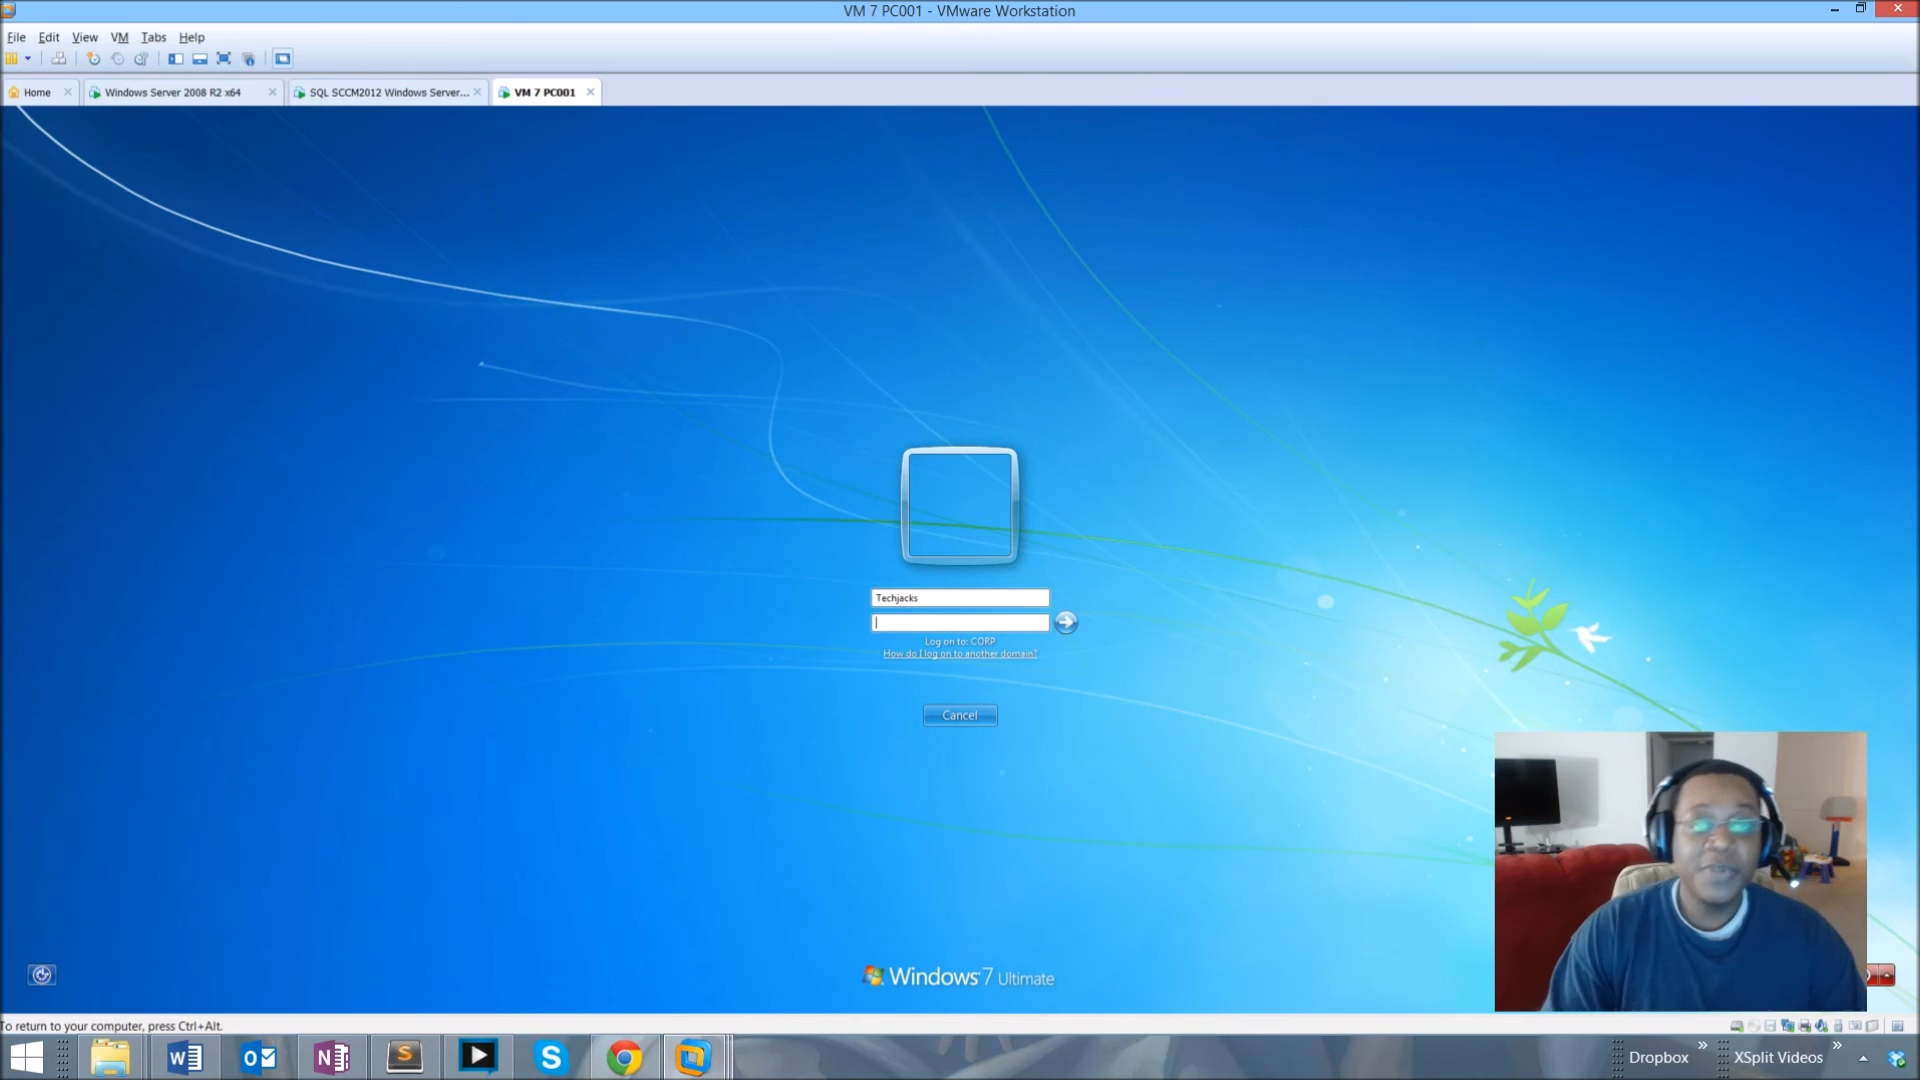 VM 7 PC001 - VMware Workstation
File Edit View VM Tabs Help
Home Windows Server 2008 R2 x64 SQL SCCM2012 Windows Server... VM 7 PC001
Techjacks
Log on to: CORP
How do I log on to another domain?
Cancel
Windows 7 Ultimate
To return to your computer, press Ctrl+Alt.
Dropbox XSplit Videos